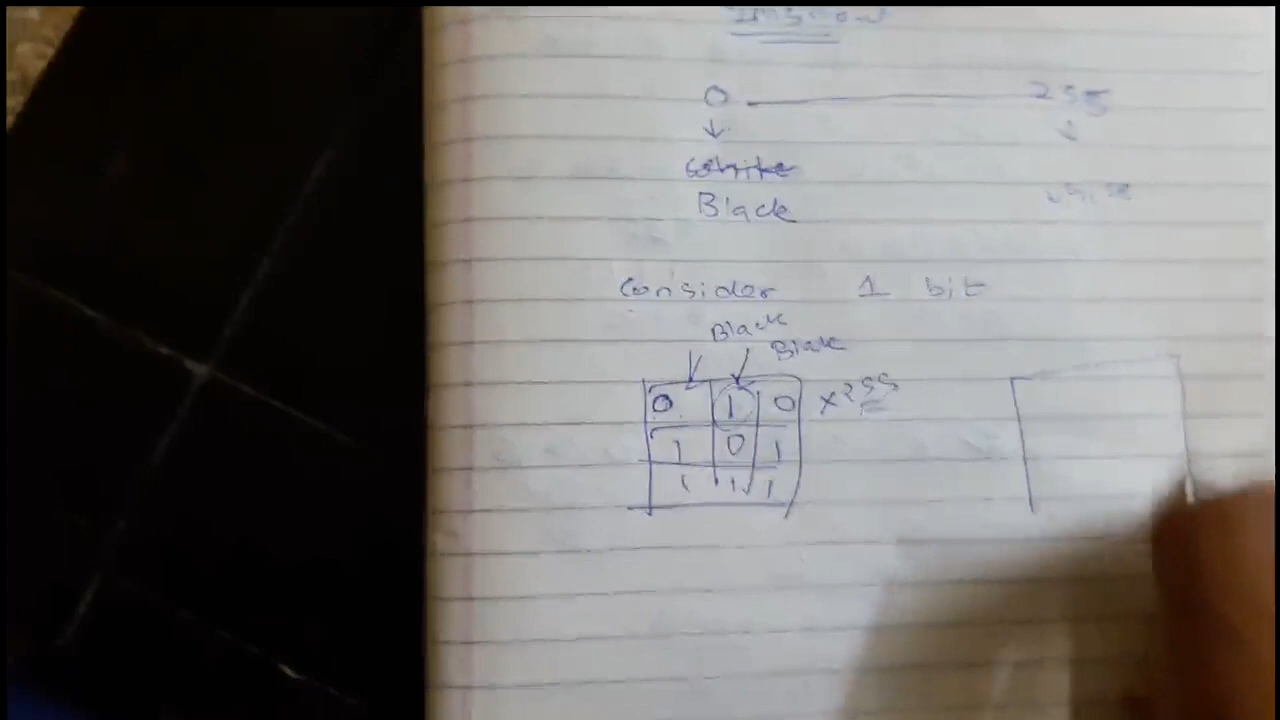 0 255
White
Black white
Consider 1 bit
Black
Black
0 1 0 x255
1 0 1
1 1 1